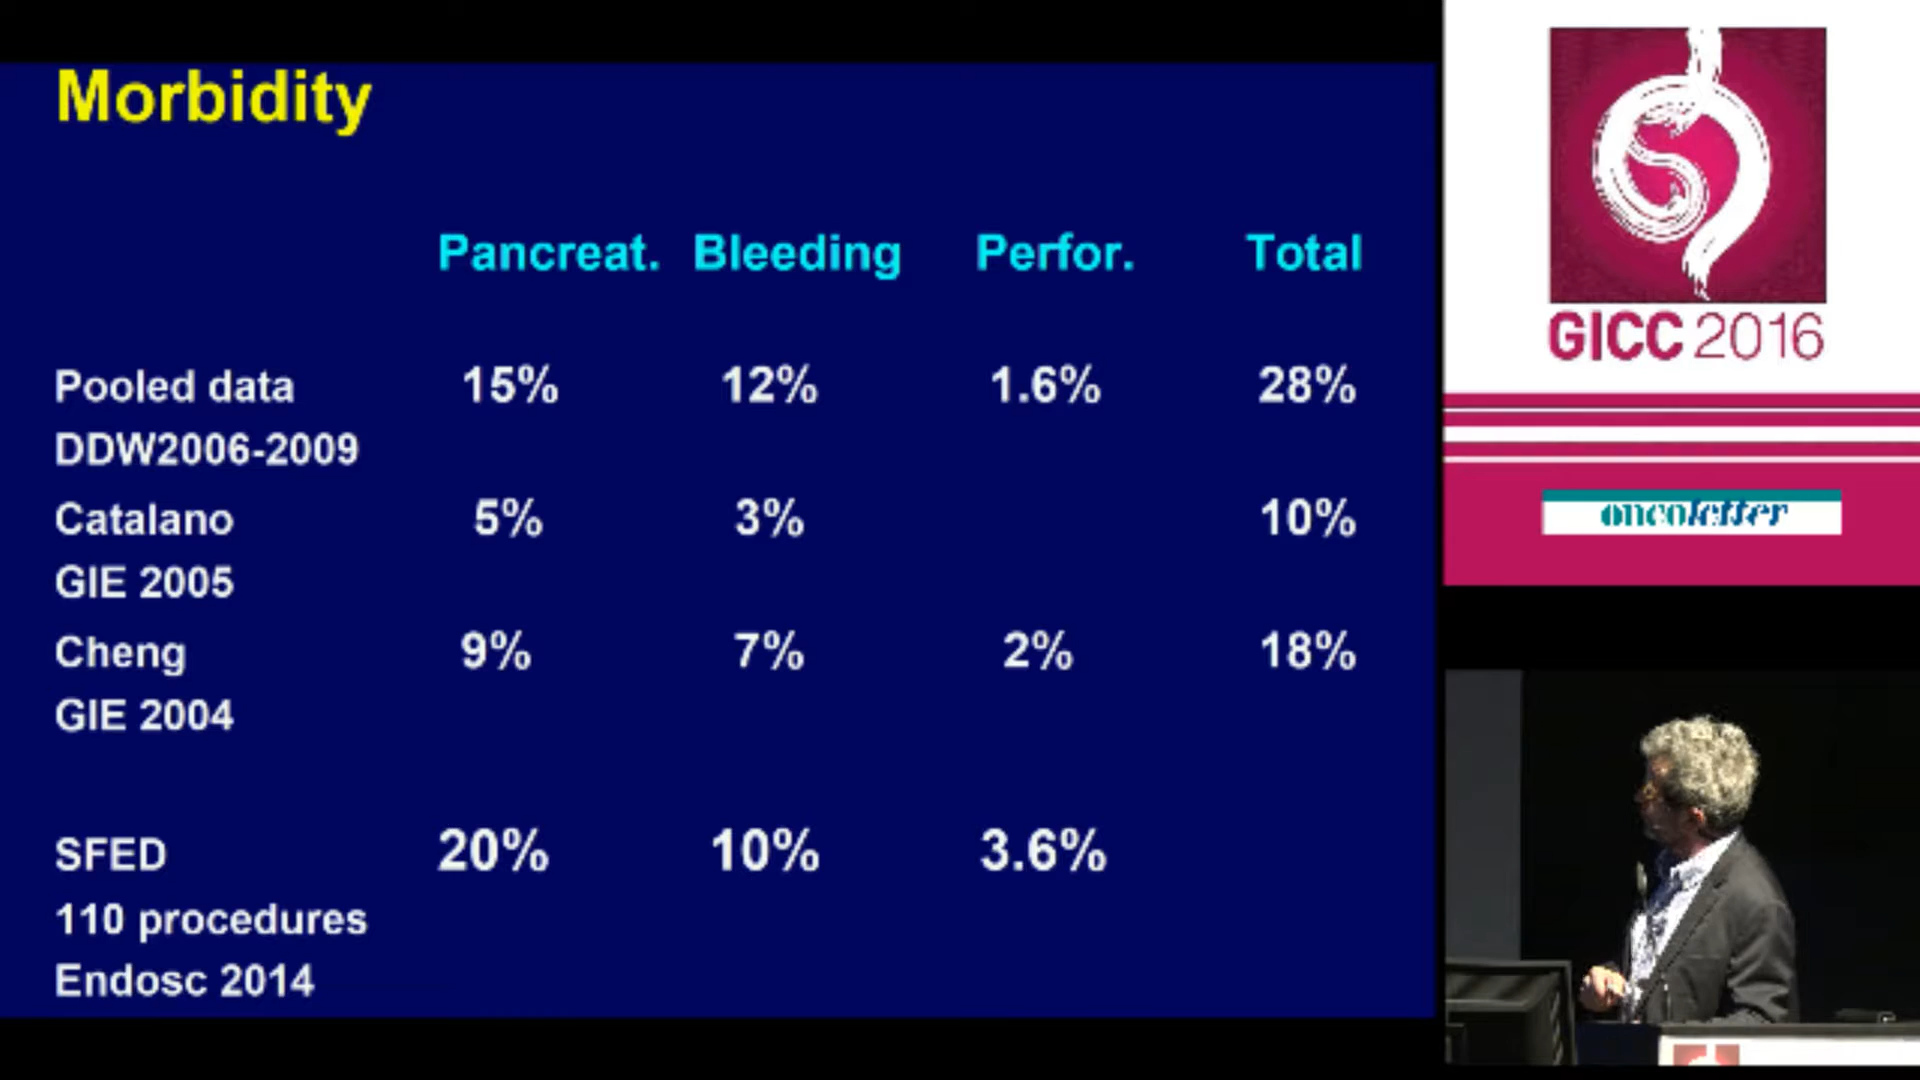 Morbidity
Pancreat. Bleeding Perfor. Total
Pooled data 15% 12% 1.6% 28%
DDW2006-2009
Catalano 5% 3% 10%
GIE 2005
Cheng 9% 7% 2% 18%
GIE 2004
SFED 20% 10% 3.6%
110 procedures
Endosc 2014
GICC 2016
oncoletter